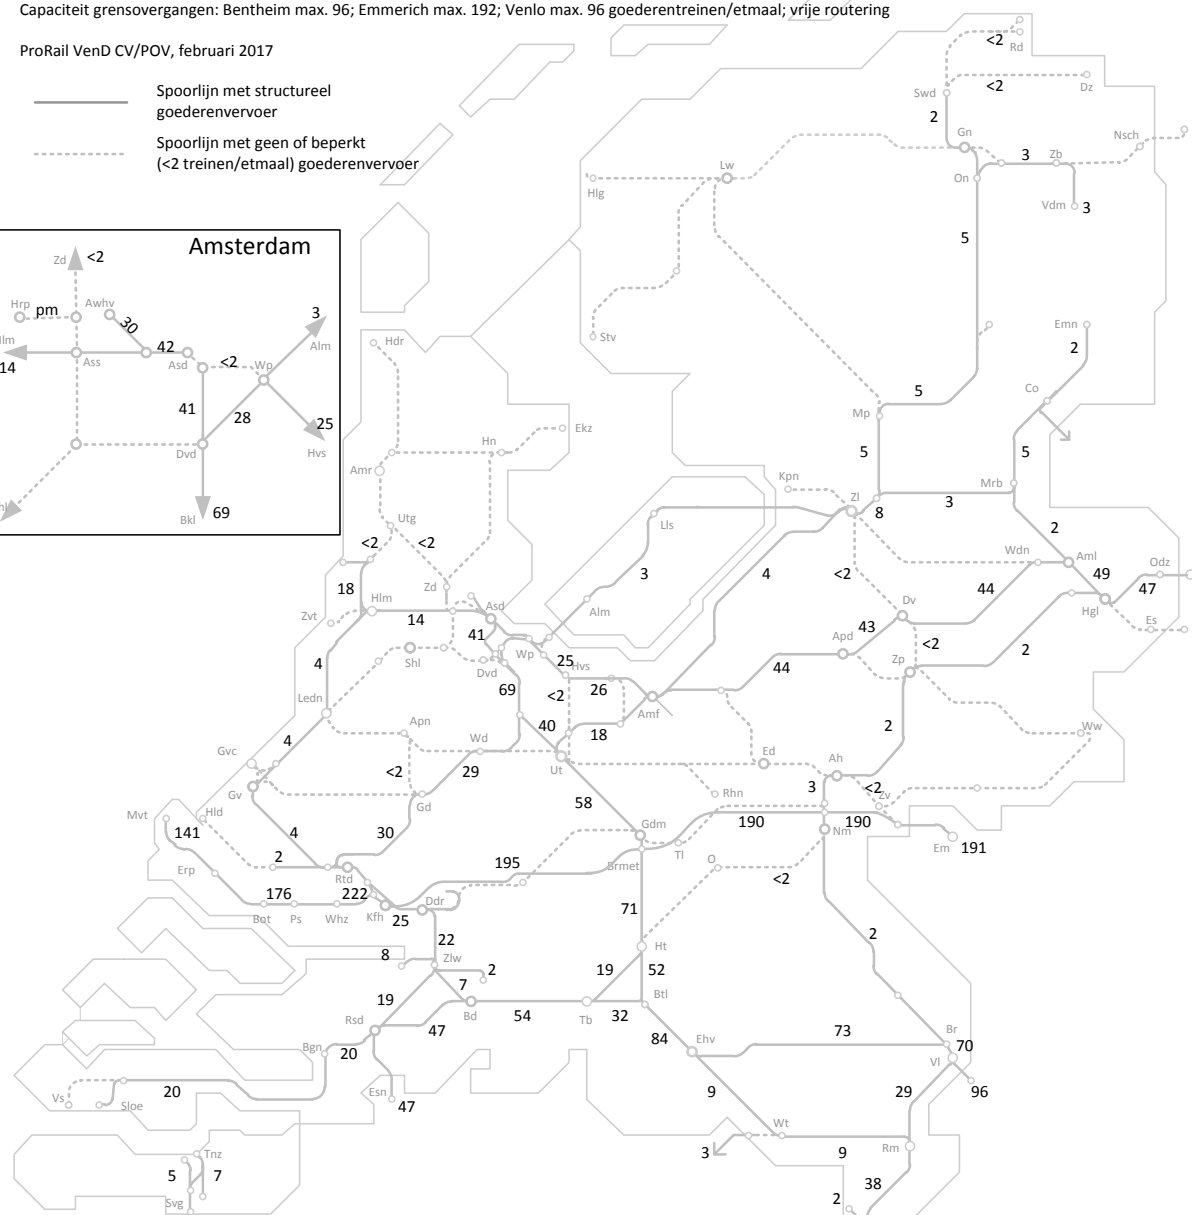 Capaciteit grensovergangen: Bentheim max. 96; Emmerich max. 192; Venlo max. 96 goederentreinen/etmaal; vrije routering
ProRail VenD CV/POV, februari 2017
Spoorlijn met structureel
goederenvervoer
Spoorlijn met geen of beperkt
(<2 treinen/etmaal) goederenvervoer
Amsterdam
Zd
<2
Hrp
pm
Awhv
30
3
Alm
14
Ass
42
Asd
<2
Wp
41
28
25
Hvs
Dvd
Bkl
69
<2
Rd
<2
Dz
Swd
2
Gn
Nsch
3
Zb
On
Vdm
3
Lw
Hlg
5
Stv
Emn
2
Co
Hdr
5
Mp
5
5
Mrb
Hn
Ekz
Amr
Kpn
Zl
8
3
2
Utg
<2
<2
Lls
Zd
3
4
<2
Wdn
Aml
49
Odz
47
44
Hgl
Es
18
Hlm
14
Zvt
Asd
41
Alm
Dv
43
<2
2
Apd
Zp
44
4
Shl
Dvd
Wp
25
Hvs
69
<2
26
Amf
Ledn
Apn
Wd
40
18
2
Ww
4
Gvc
Gv
<2
29
Ut
Ed
Ah
<2
Zv
3
Gd
58
Rhn
Mvt
Hld
141
4
30
Gdm
190
190
Nm
Em
191
Erp
2
Rtd
195
Brmet
Tl
O
<2
176
222
Bot
Ps
Whz
Kfh
25
Ddr
71
22
8
Zlw
2
Ht
19
52
2
7
19
Rsd
47
Bd
54
Tb
32
Btl
84
Ehv
73
Br
70
Vl
96
Bgn
20
20
Vs
Sloe
Esn
47
9
29
Wt
3
9
Rm
38
2
Tnz
5
7
Svg